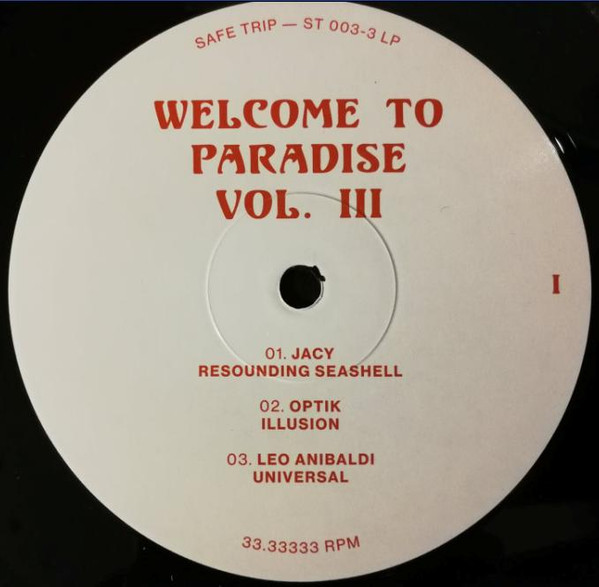 SAFE TRIP — ST 003-3 LP
WELCOME TO
PARADISE
VOL. III
I
01. JACY
RESOUNDING SEASHELL
02. OPTIK
ILLUSION
03. LEO ANIBALDI
UNIVERSAL
33.33333 RPM